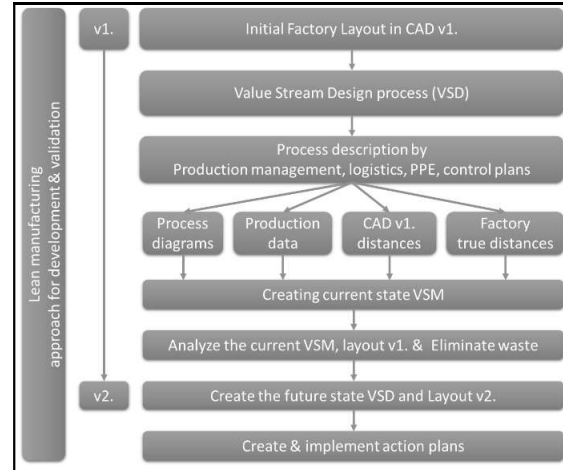 Lean manufacturing
approach for development & validation
v1.
Initial Factory Layout in CAD v1.
Value Stream Design process (VSD)
Process description by
Production management, logistics, PPE, control plans
Process
diagrams
Production
data
CAD v1.
distances
Factory
true distances
Creating current state VSM
Analyze the current VSM, layout v1. & Eliminate waste
v2.
Create the future state VSD and Layout v2.
Create & implement action plans